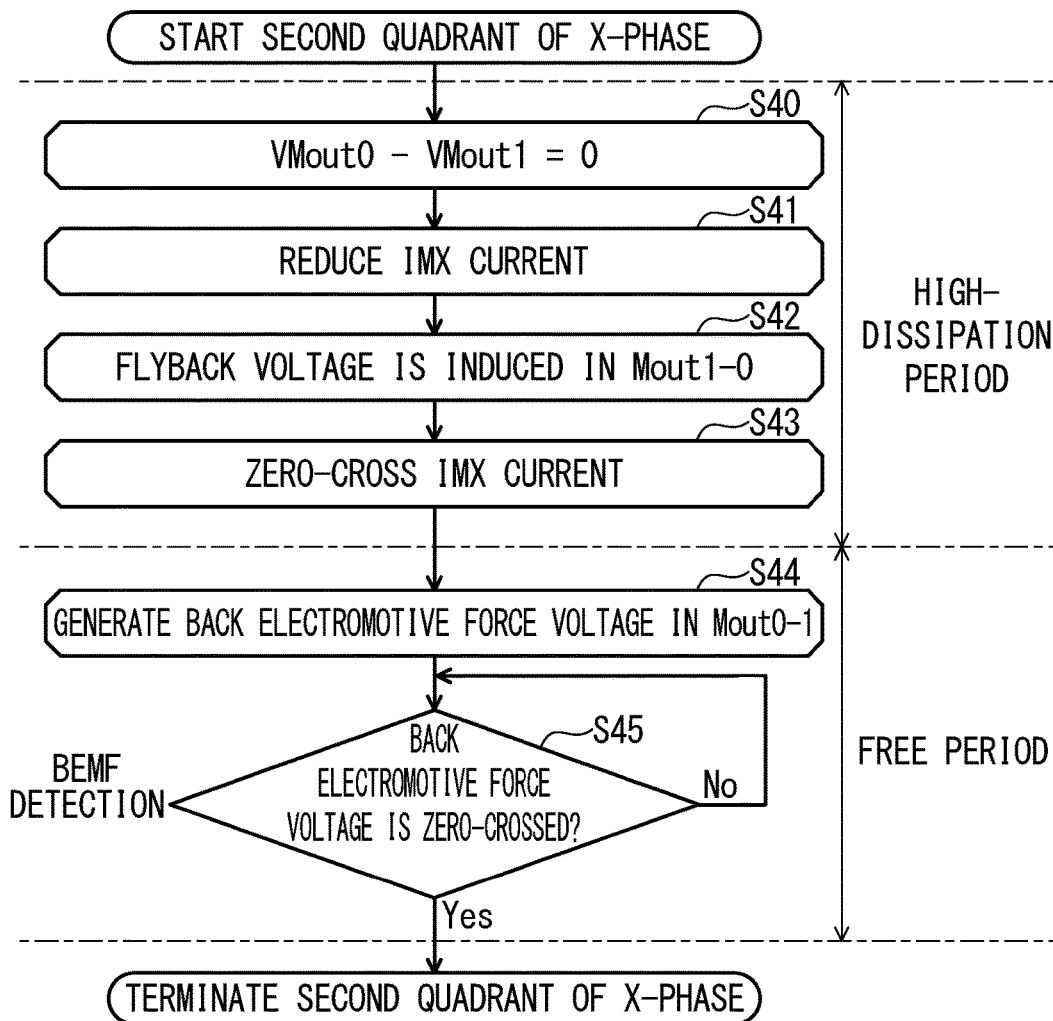 START SECOND QUADRANT OF X-PHASE
S40
VMout0 - VMout1 = 0
S41
REDUCE IMX CURRENT
S42
FLYBACK VOLTAGE IS INDUCED IN Mout1-0
S43
ZERO-CROSS IMX CURRENT
HIGH-
DISSIPATION
PERIOD
S44
GENERATE BACK ELECTROMOTIVE FORCE VOLTAGE IN Mout0-1
S45
BACK
ELECTROMOTIVE FORCE
VOLTAGE IS ZERO-CROSSED?
BEMF
DETECTION
No
Yes
FREE PERIOD
TERMINATE SECOND QUADRANT OF X-PHASE